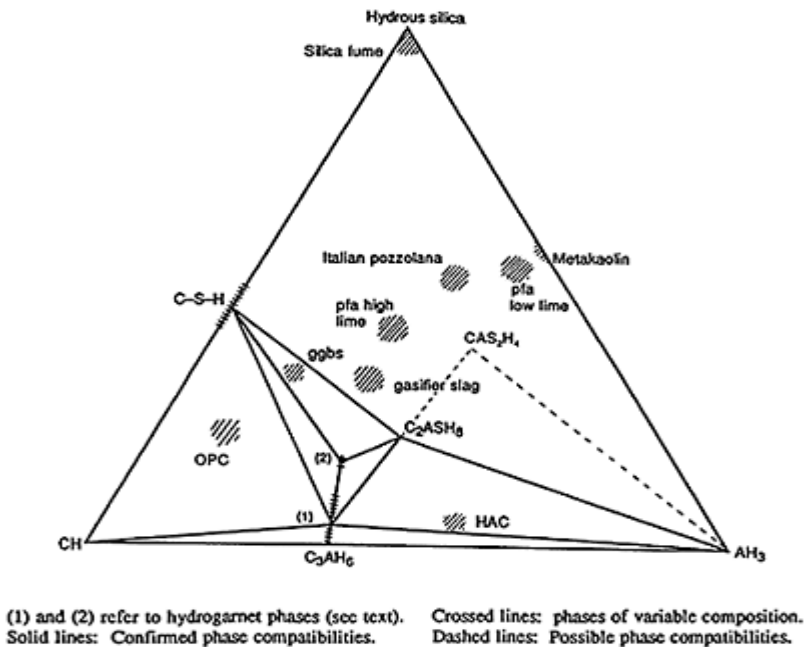 Hydrous silica
Silica fume
Italian pozzolana
Metakaolin
pfa
low lime
C-S-H
pfa high
lime
CAS₂H₄
ggbs
gasifier slag
C₂ASH₈
OPC
(2)
(1)
HAC
CH
C₃AH₆
AH₃
(1) and (2) refer to hydrogarnet phases (see text). Crossed lines: phases of variable composition.
Solid lines: Confirmed phase compatibilities. Dashed lines: Possible phase compatibilities.